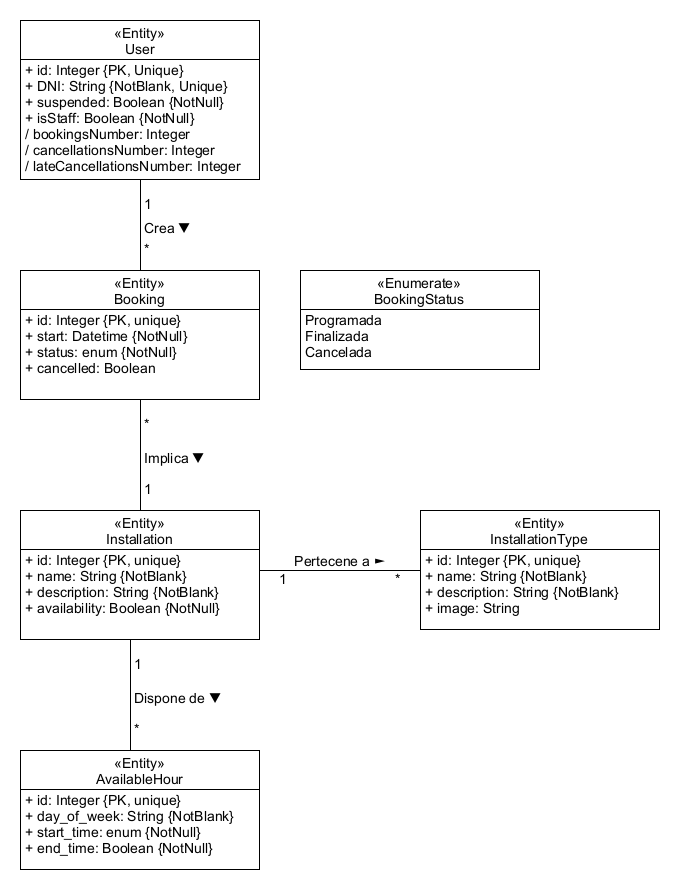 «Entity»
User
+ id: Integer {PK, Unique}
+ DNI: String {NotBlank, Unique}
+ suspended: Boolean {NotNull}
+ isStaff: Boolean {NotNull}
/ bookingsNumber: Integer
/ cancellationsNumber: Integer
/ lateCancellationsNumber: Integer
1
Crea ▼
*
«Entity»
Booking
+ id: Integer {PK, unique}
+ start: Datetime {NotNull}
+ status: enum {NotNull}
+ cancelled: Boolean
«Enumerate»
BookingStatus
Programada
Finalizada
Cancelada
*
Implica ▼
1
«Entity»
Installation
+ id: Integer {PK, unique}
+ name: String {NotBlank}
+ description: String {NotBlank}
+ availability: Boolean {NotNull}
Pertecene a ►
1 *
«Entity»
InstallationType
+ id: Integer {PK, unique}
+ name: String {NotBlank}
+ description: String {NotBlank}
+ image: String
1
Dispone de ▼
*
«Entity»
AvailableHour
+ id: Integer {PK, unique}
+ day_of_week: String {NotBlank}
+ start_time: enum {NotNull}
+ end_time: Boolean {NotNull}